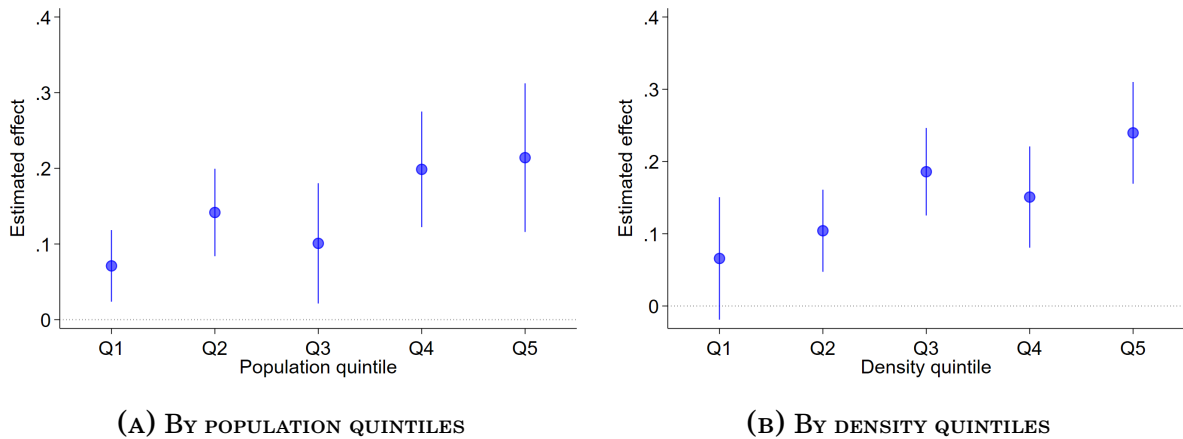 .4
.3
.2
.1
0
Estimated effect
Q1 Q2 Q3 Q4 Q5
Population quintile
(A) By population quintiles
.4
.3
.2
.1
0
Estimated effect
Q1 Q2 Q3 Q4 Q5
Density quintile
(B) By density quintiles